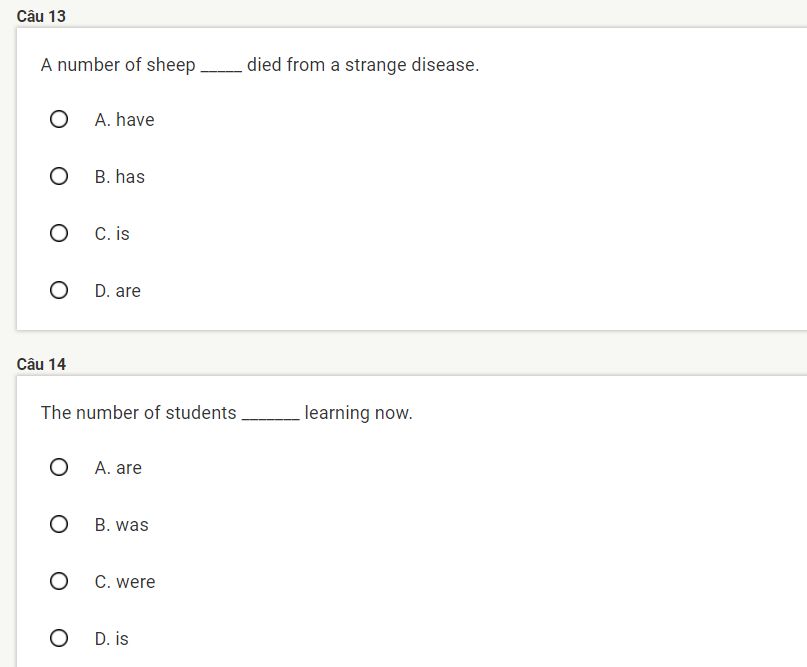 Câu 13
A number of sheep _____ died from a strange disease.
A. have
B. has
C. is
D. are
Câu 14
The number of students _______ learning now.
A. are
B. was
C. were
D. is